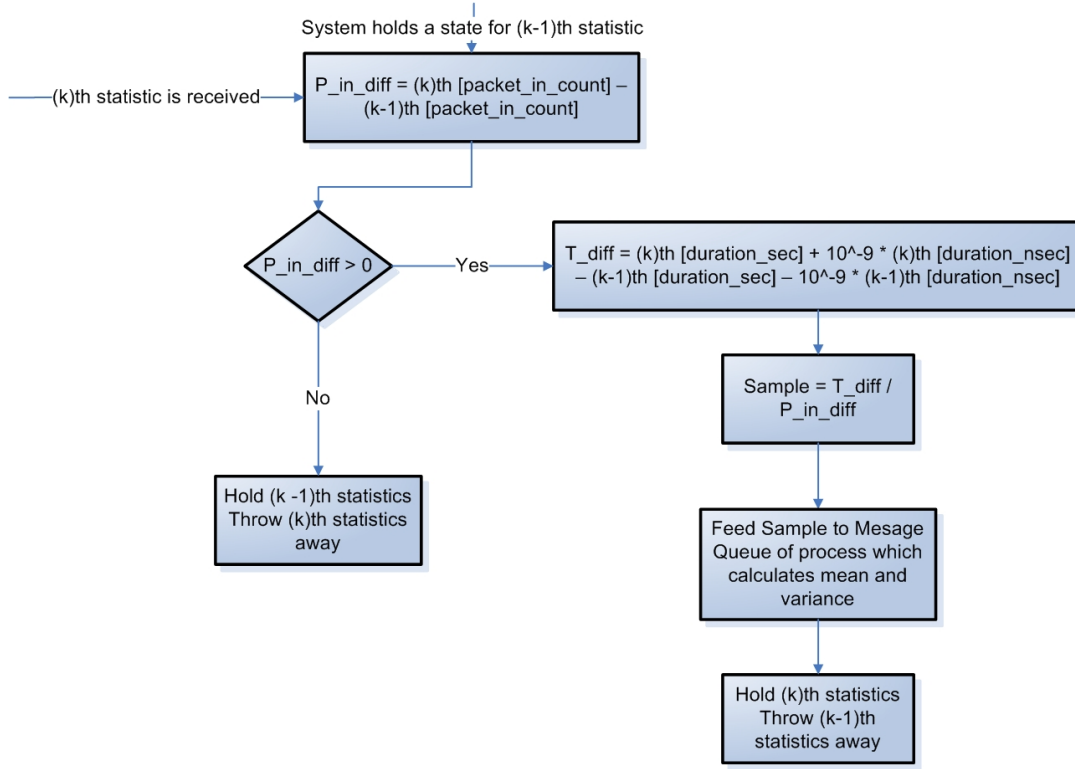 System holds a state for (k-1)th statistic
(k)th statistic is received
P_in_diff = (k)th [packet_in_count] –
(k-1)th [packet_in_count]
P_in_diff > 0
Yes
T_diff = (k)th [duration_sec] + 10^-9 * (k)th [duration_nsec]
– (k-1)th [duration_sec] – 10^-9 * (k-1)th [duration_nsec]
Sample = T_diff /
P_in_diff
No
Hold (k -1)th statistics
Throw (k)th statistics
away
Feed Sample to Mesage
Queue of process which
calculates mean and
variance
Hold (k)th statistics
Throw (k-1)th
statistics away